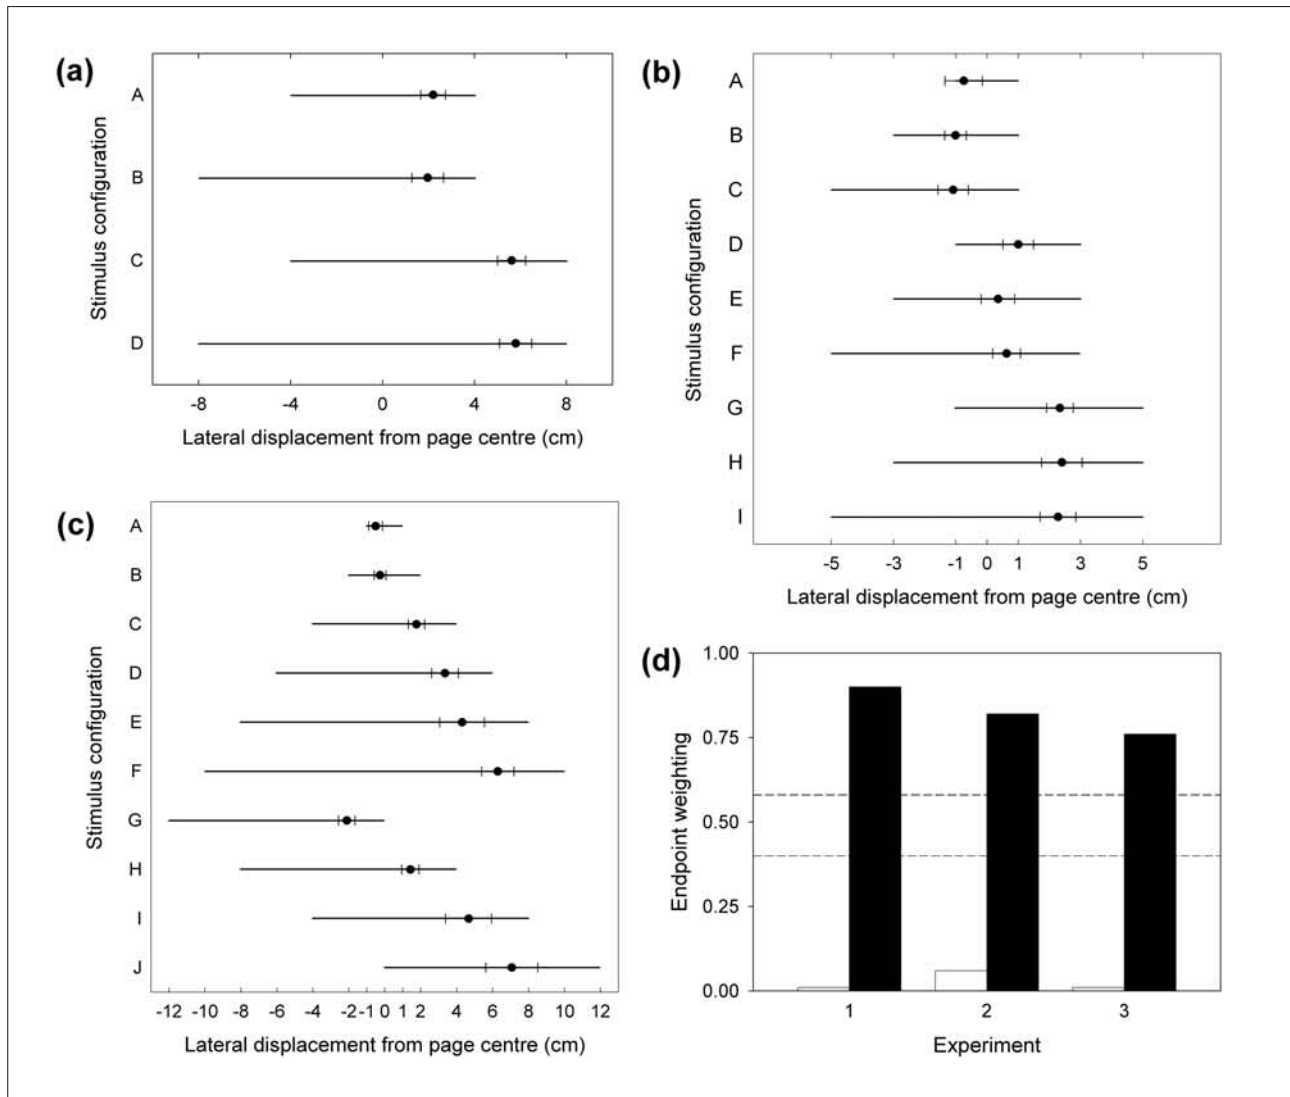 (a)
Stimulus configuration
A
B
C
D
-8 -4 0 4 8
Lateral displacement from page centre (cm)
(b)
Stimulus configuration
A
B
C
D
E
F
G
H
I
-5 -3 -1 0 1 3 5
Lateral displacement from page centre (cm)
(c)
Stimulus configuration
A
B
C
D
E
F
G
H
I
J
-12 -10 -8 -6 -4 -2 -1 0 1 2 4 6 8 10 12
Lateral displacement from page centre (cm)
(d)
Endpoint weighting
1.00
0.75
0.50
0.25
0.00
1 2 3
Experiment